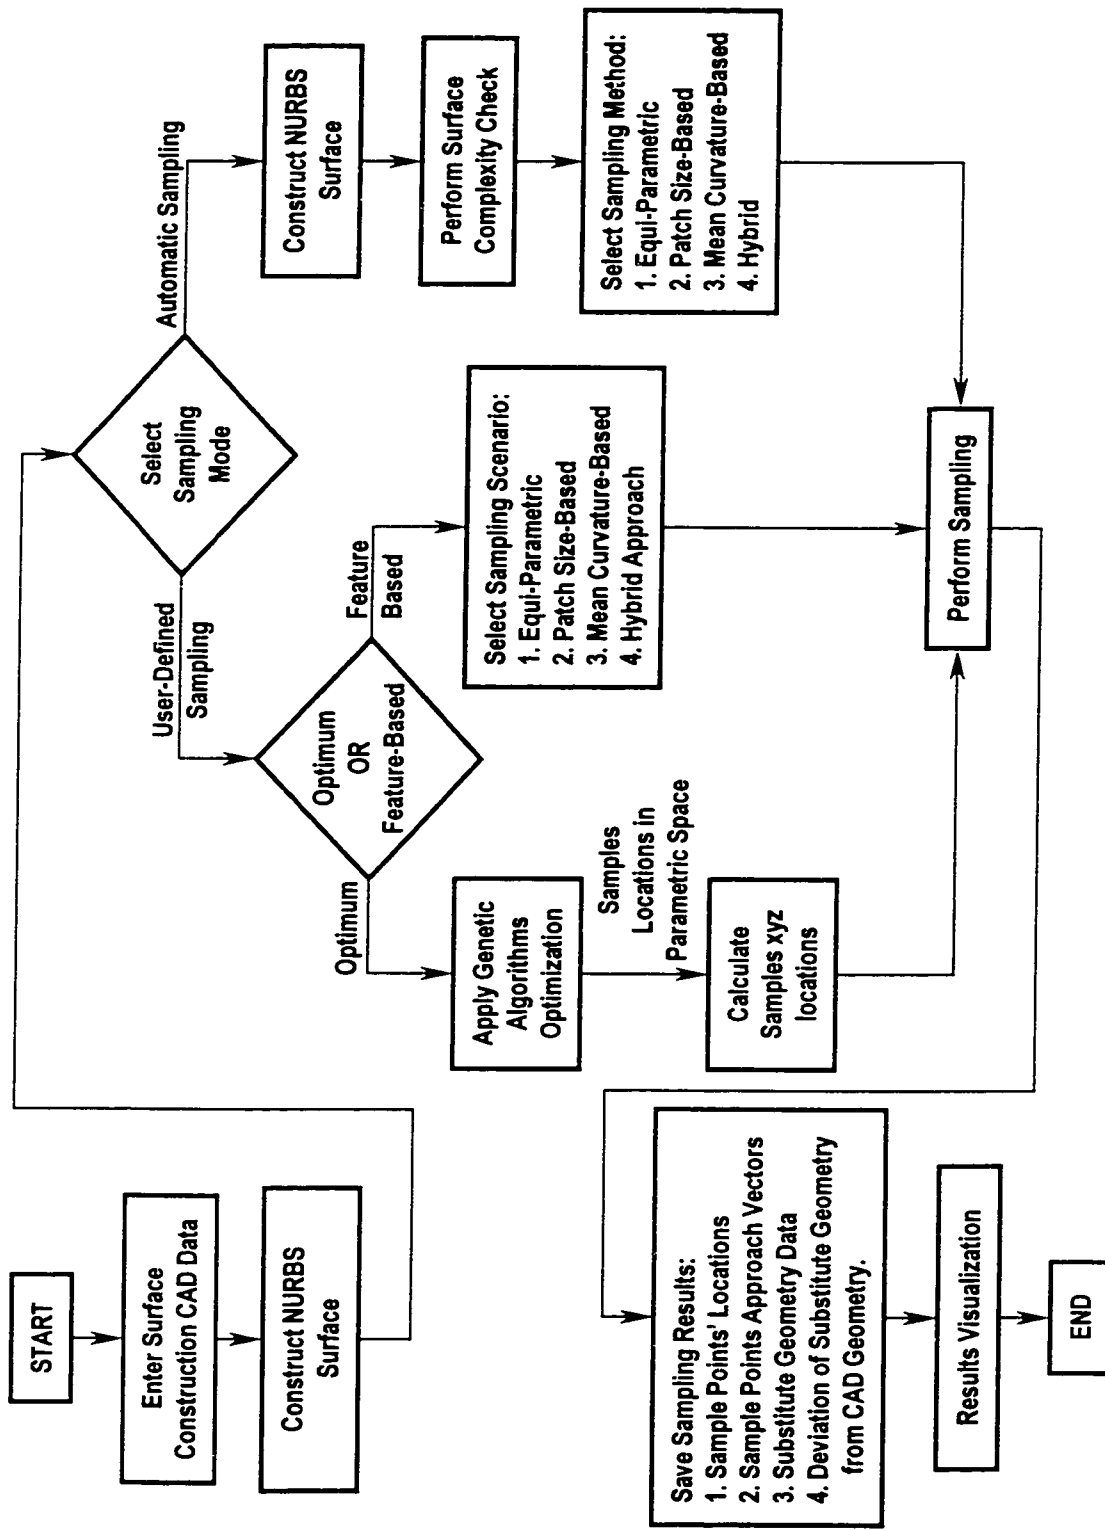 START
Enter Surface
Construction CAD Data
Construct NURBS
Surface
Select
Sampling
Mode
User-Defined
Sampling
Automatic Sampling
Optimum
OR
Feature-Based
Optimum
Feature
Based
Apply Genetic
Algorithms
Optimization
Samples
Locations in
Parametric Space
Calculate
Samples xyz
locations
Select Sampling Scenario:
1. Equi-Parametric
2. Patch Size-Based
3. Mean Curvature-Based
4. Hybrid Approach
Construct NURBS
Surface
Perform Surface
Complexity Check
Select Sampling Method:
1. Equi-Parametric
2. Patch Size-Based
3. Mean Curvature-Based
4. Hybrid
Perform Sampling
Save Sampling Results:
1. Sample Points' Locations
2. Sample Points Approach Vectors
3. Substitute Geometry Data
4. Deviation of Substitute Geometry
from CAD Geometry.
Results Visualization
END